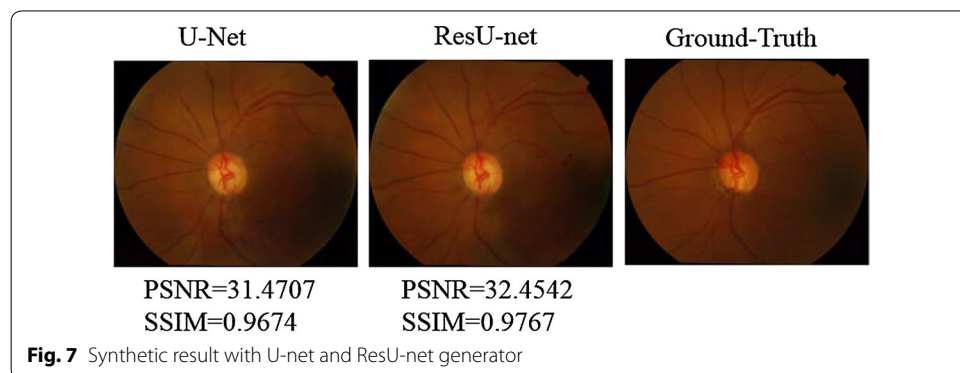 U-Net ResU-net Ground-Truth
PSNR=31.4707 PSNR=32.4542
SSIM=0.9674 SSIM=0.9767
Fig. 7 Synthetic result with U-net and ResU-net generator